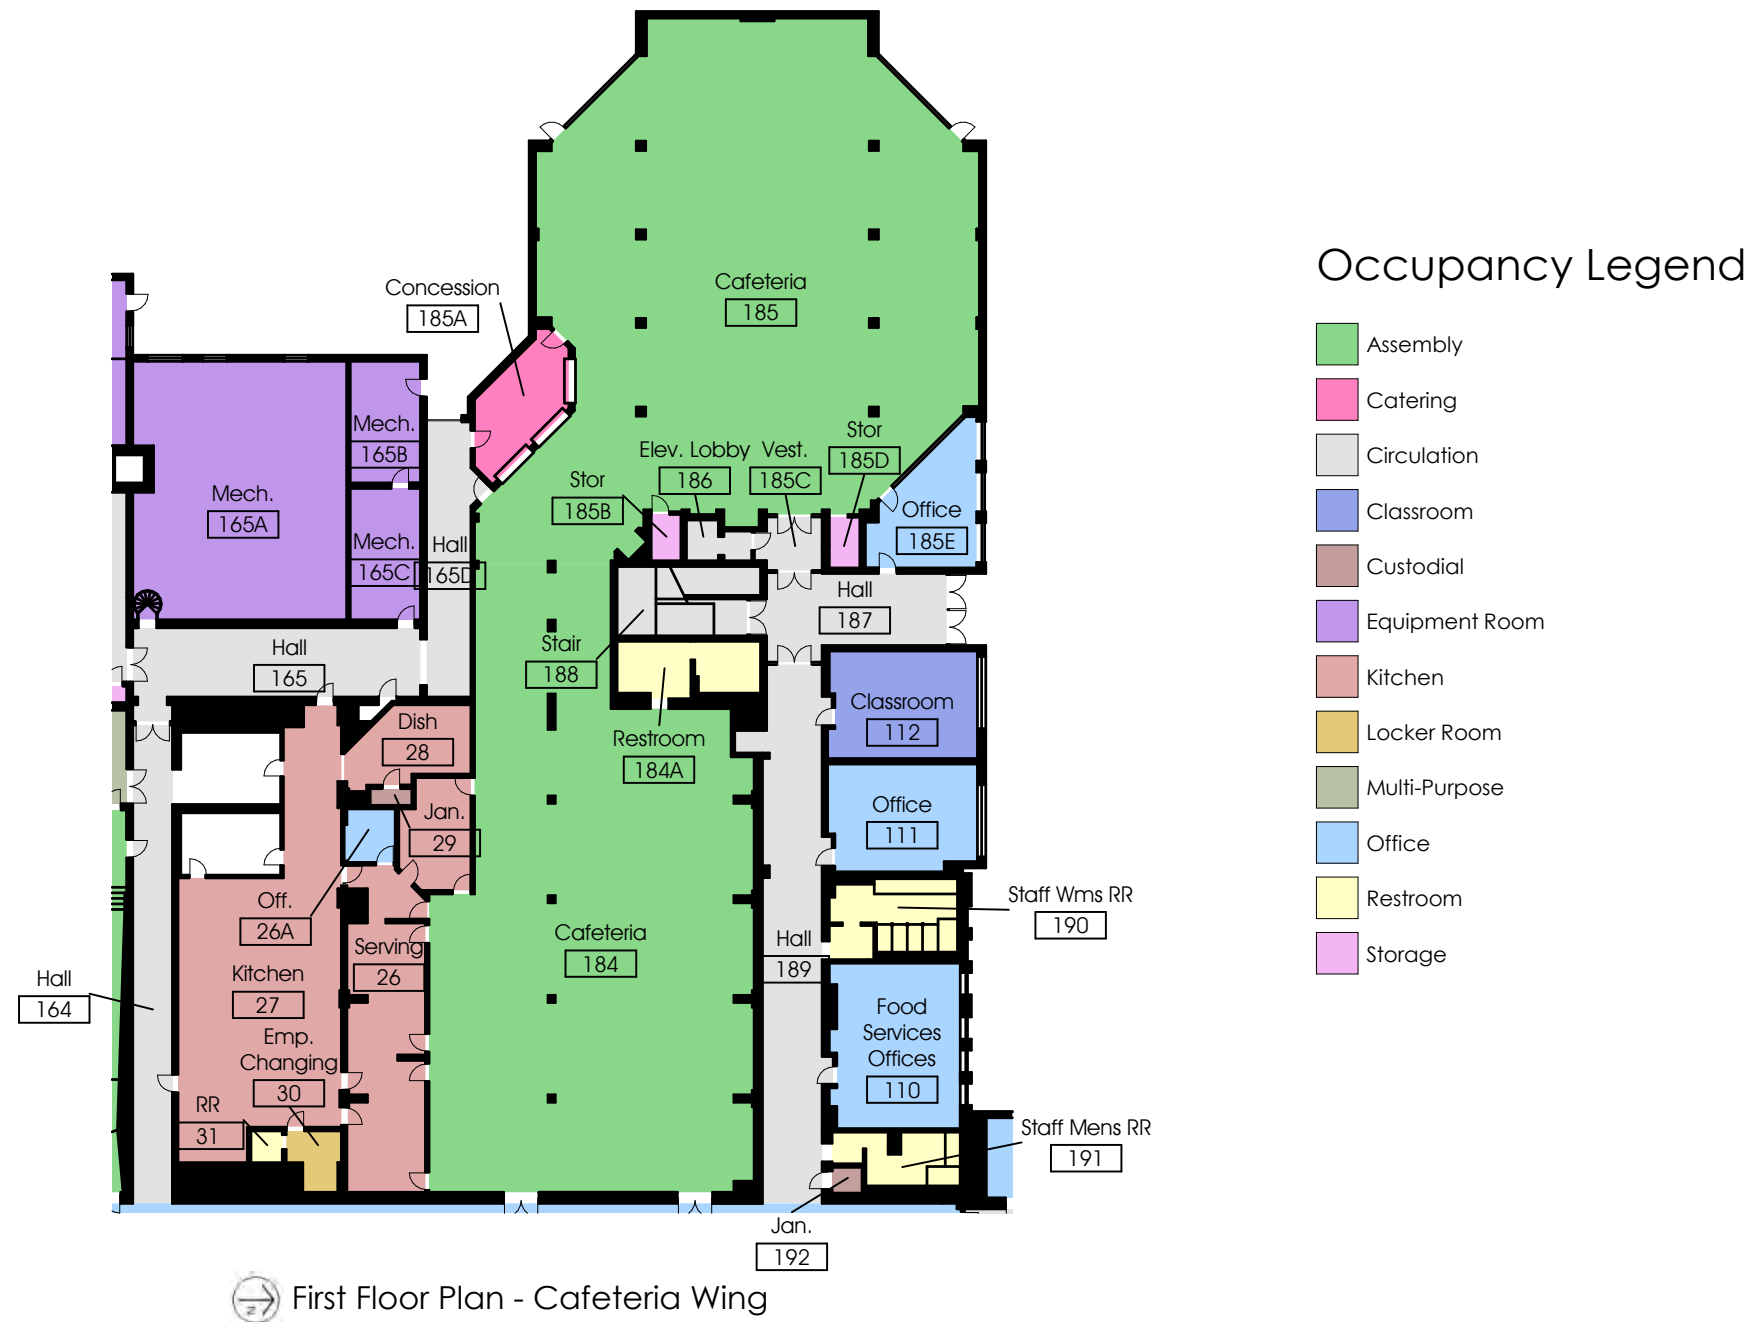 Occupancy Legend
Assembly
Catering
Circulation
Classroom
Custodial
Equipment Room
Kitchen
Locker Room
Multi-Purpose
Office
Restroom
Storage
Cafeteria
185
Concession
185A
Mech.
165B
Mech.
165A
Mech.
165C
Hall
165D
Stor
185B
Elev. Lobby
186
Vest.
185C
Stor
185D
Office
185E
Hall
187
Stair
188
Hall
165
Restroom
184A
Classroom
112
Dish
28
Jan.
29
Office
111
Off.
26A
Serving
26
Cafeteria
184
Hall
189
Staff Wms RR
190
Kitchen
27
Hall
164
Food
Services
Offices
110
Emp.
Changing
30
RR
31
Staff Mens RR
191
Jan.
192
N
First Floor Plan - Cafeteria Wing